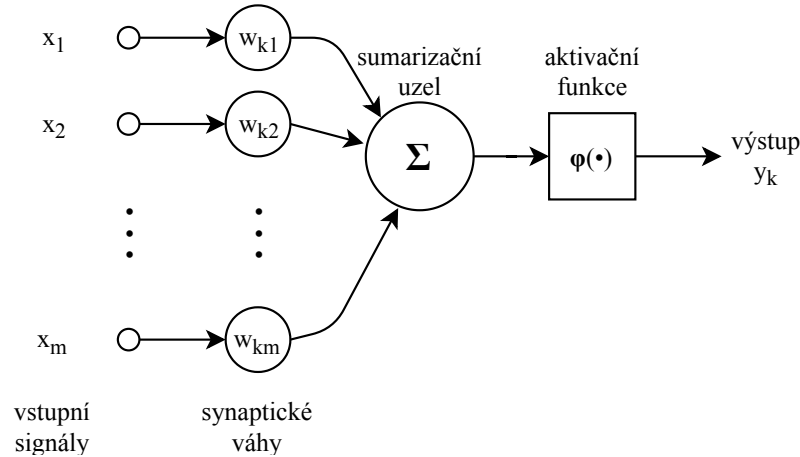 x1
wk1
sumarizační
uzel
aktivační
funkce
x2
wk2
Σ
φ(•)
výstup
yk
xm
wkm
vstupní
signály
synaptické
váhy